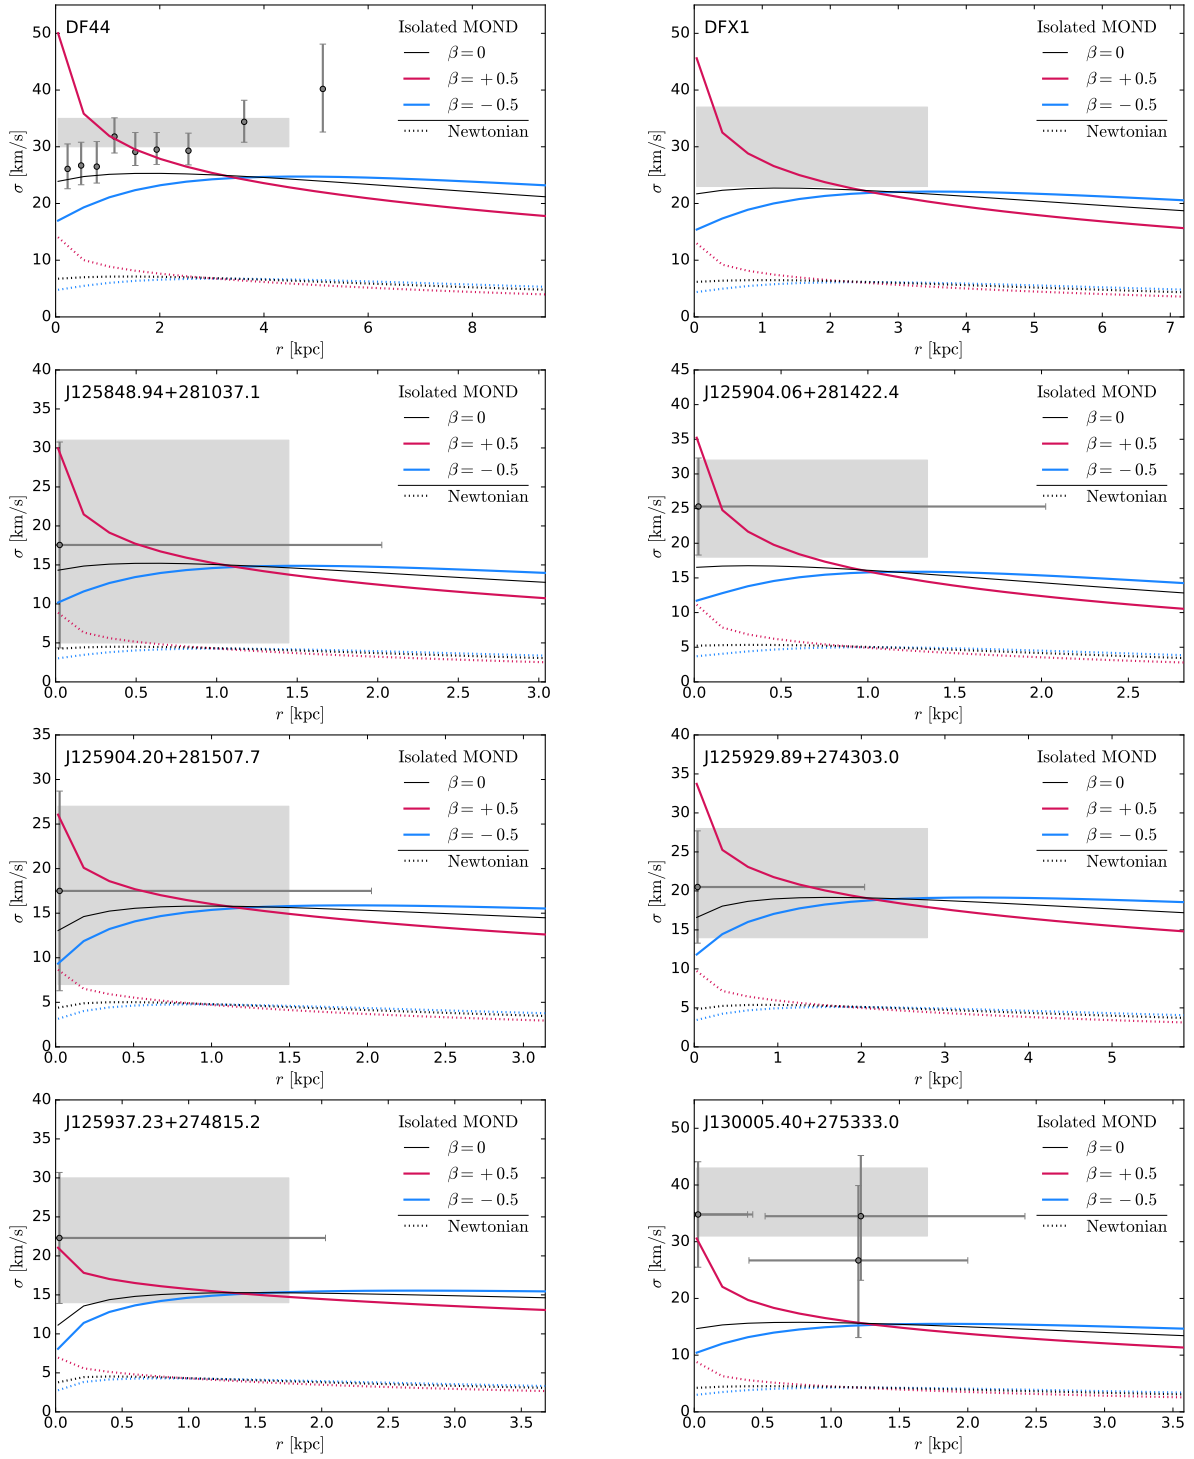 DF44
Isolated MOND
β = 0
β = + 0.5
β = − 0.5
Newtonian
50
40
30
20
10
0
0 2 4 6 8
σ [km/s]
r [kpc]
DFX1
Isolated MOND
β = 0
β = + 0.5
β = − 0.5
Newtonian
50
40
30
20
10
0
0 1 2 3 4 5 6 7
σ [km/s]
r [kpc]
J125848.94+281037.1
Isolated MOND
β = 0
β = + 0.5
β = − 0.5
Newtonian
40
35
30
25
20
15
10
5
0
0.0 0.5 1.0 1.5 2.0 2.5 3.0
σ [km/s]
r [kpc]
J125904.06+281422.4
Isolated MOND
β = 0
β = + 0.5
β = − 0.5
Newtonian
45
40
35
30
25
20
15
10
5
0
0.0 0.5 1.0 1.5 2.0 2.5
σ [km/s]
r [kpc]
J125904.20+281507.7
Isolated MOND
β = 0
β = + 0.5
β = − 0.5
Newtonian
35
30
25
20
15
10
5
0
0.0 0.5 1.0 1.5 2.0 2.5 3.0
σ [km/s]
r [kpc]
J125929.89+274303.0
Isolated MOND
β = 0
β = + 0.5
β = − 0.5
Newtonian
40
35
30
25
20
15
10
5
0
0 1 2 3 4 5
σ [km/s]
r [kpc]
J125937.23+274815.2
Isolated MOND
β = 0
β = + 0.5
β = − 0.5
Newtonian
40
35
30
25
20
15
10
5
0
0.0 0.5 1.0 1.5 2.0 2.5 3.0 3.5
σ [km/s]
r [kpc]
J130005.40+275333.0
Isolated MOND
β = 0
β = + 0.5
β = − 0.5
Newtonian
50
40
30
20
10
0
0.0 0.5 1.0 1.5 2.0 2.5 3.0 3.5
σ [km/s]
r [kpc]